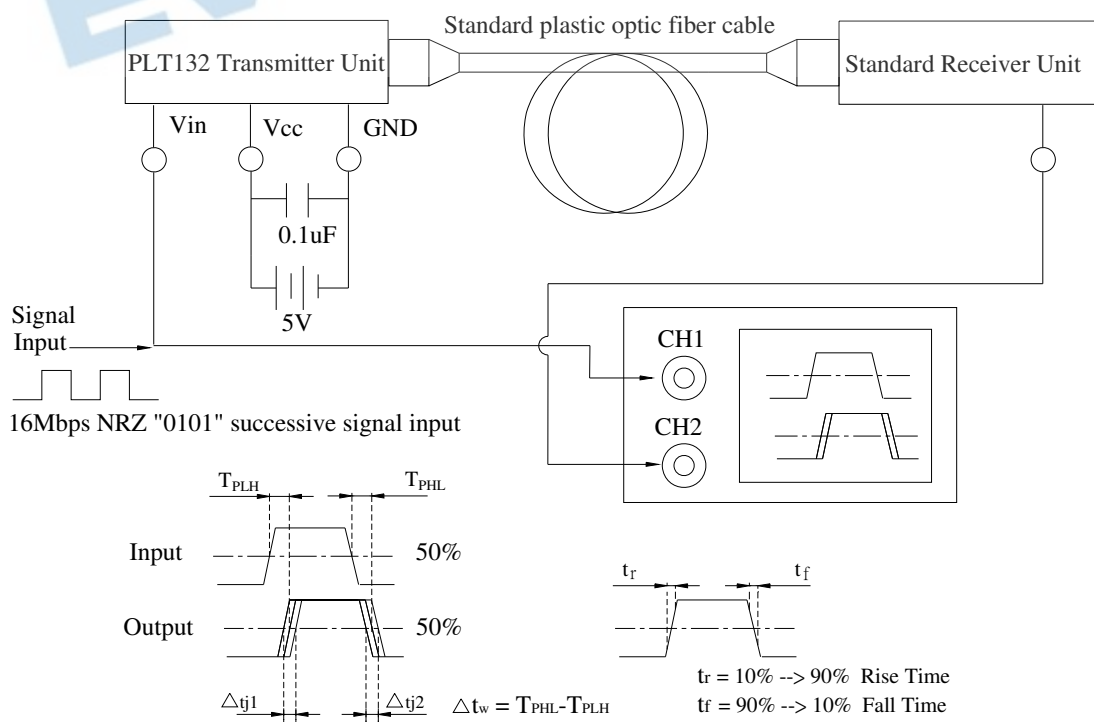 Standard plastic optic fiber cable
PLT132 Transmitter Unit
Standard Receiver Unit
Vin
Vcc
GND
0.1uF
5V
Signal
Input
16Mbps NRZ "0101" successive signal input
CH1
CH2
TPLH
TPHL
Input
50%
Output
50%
tr
tf
△tj1
△tj2
△tw = TPHL-TPLH
tr = 10% --> 90% Rise Time
tf = 90% --> 10% Fall Time